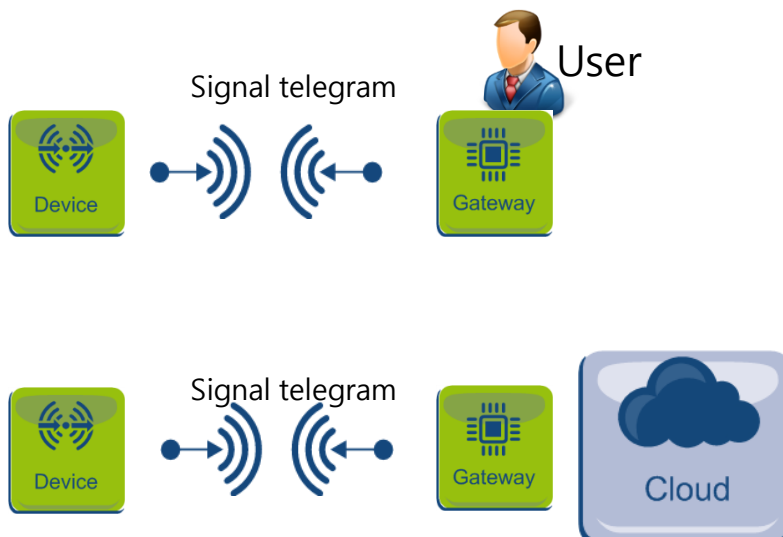 User
Signal telegram
Device
Gateway
Signal telegram
Device
Gateway
Cloud